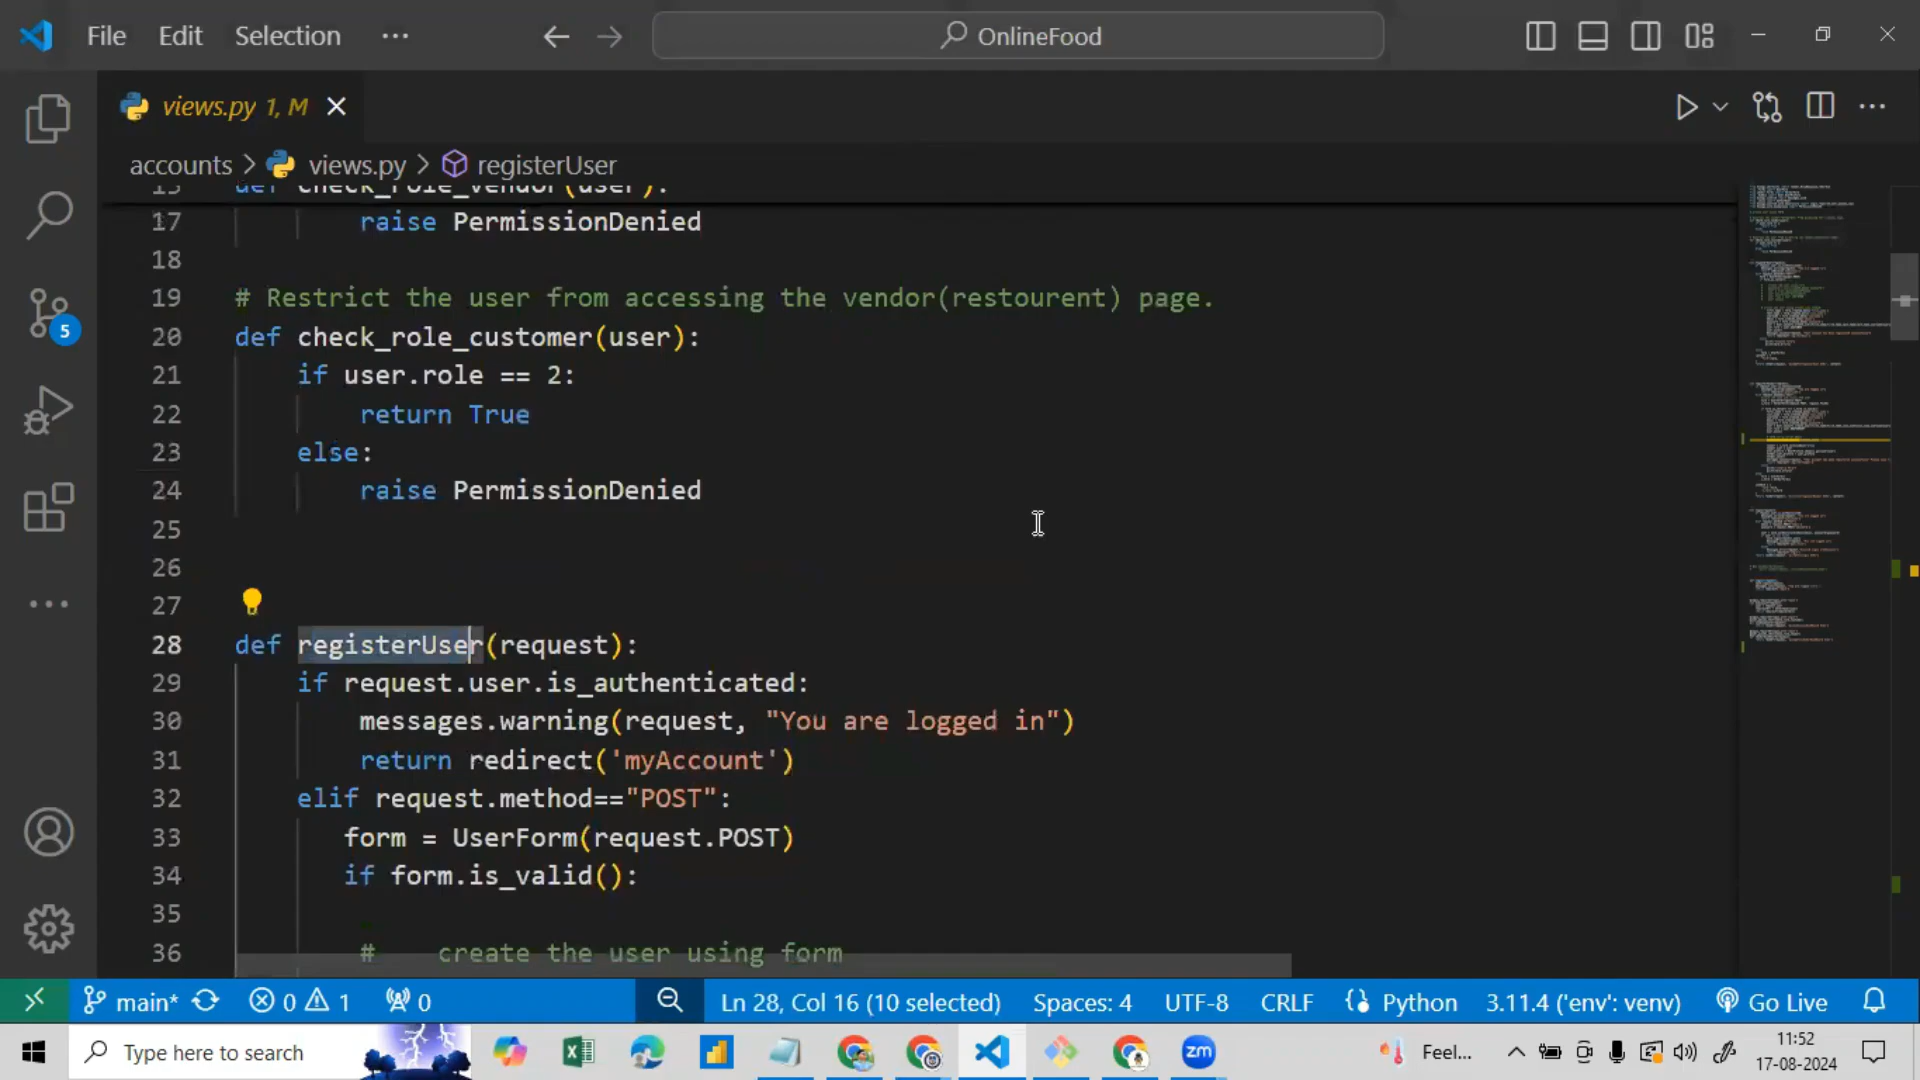 File Edit Selection ...
OnlineFood
views.py 1, M
accounts > views.py > registerUser
15 def check_role_vendor(user):
17 raise PermissionDenied
18
19 # Restrict the user from accessing the vendor(restourent) page.
20 def check_role_customer(user):
21 if user.role == 2:
22 return True
23 else:
24 raise PermissionDenied
25
26
27
28 def registerUser(request):
29 if request.user.is_authenticated:
30 messages.warning(request, "You are logged in")
31 return redirect('myAccount')
32 elif request.method=="POST":
33 form = UserForm(request.POST)
34 if form.is_valid():
35
36 # create the user using form
5
main* 0 1 0 Ln 28, Col 16 (10 selected) Spaces: 4 UTF-8 CRLF Python 3.11.4 ('env': venv) Go Live
Type here to search
zm
Feel...
11:52
17-08-2024